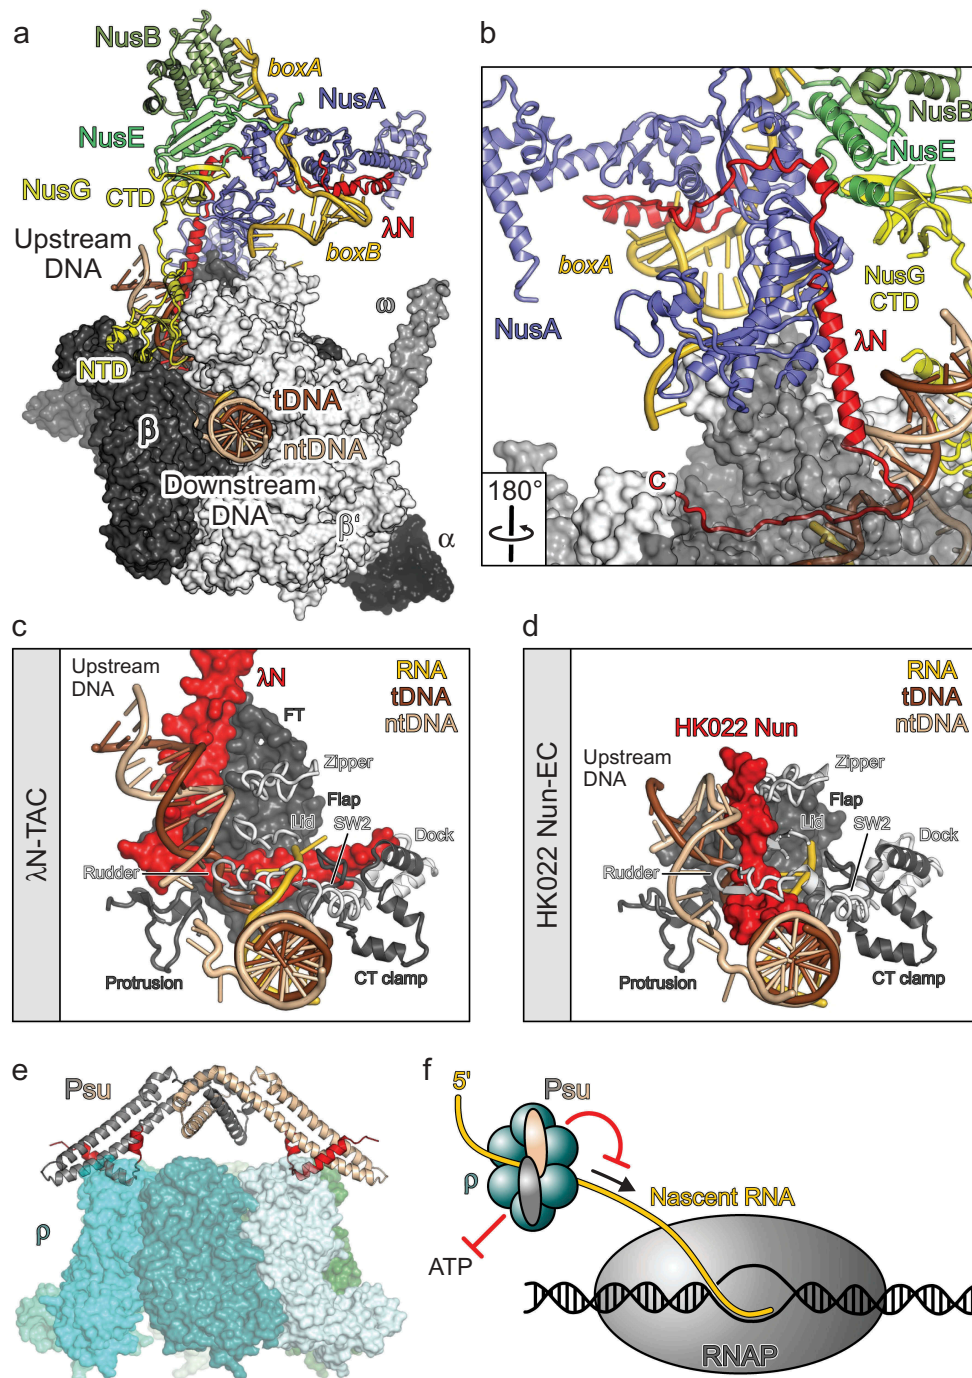 a
NusB
boxA
NusA
NusE
NusG
CTD
λN
boxB
Upstream
DNA
ω
NTD
tDNA
β
ntDNA
Downstream
DNA
β‘
α
b
NusB
NusE
boxA
NusG
CTD
NusA
λN
C
180°
c
λN-TAC
Upstream
DNA
λN
RNA
tDNA
ntDNA
FT
Zipper
Flap
Lid
SW2
Dock
Rudder
Protrusion
CT clamp
d
HK022 Nun-EC
RNA
tDNA
ntDNA
HK022 Nun
Upstream
DNA
Zipper
Flap
Lid
SW2
Dock
Rudder
Protrusion
CT clamp
e
Psu
ρ
f
5'
Psu
ρ
Nascent RNA
ATP
RNAP